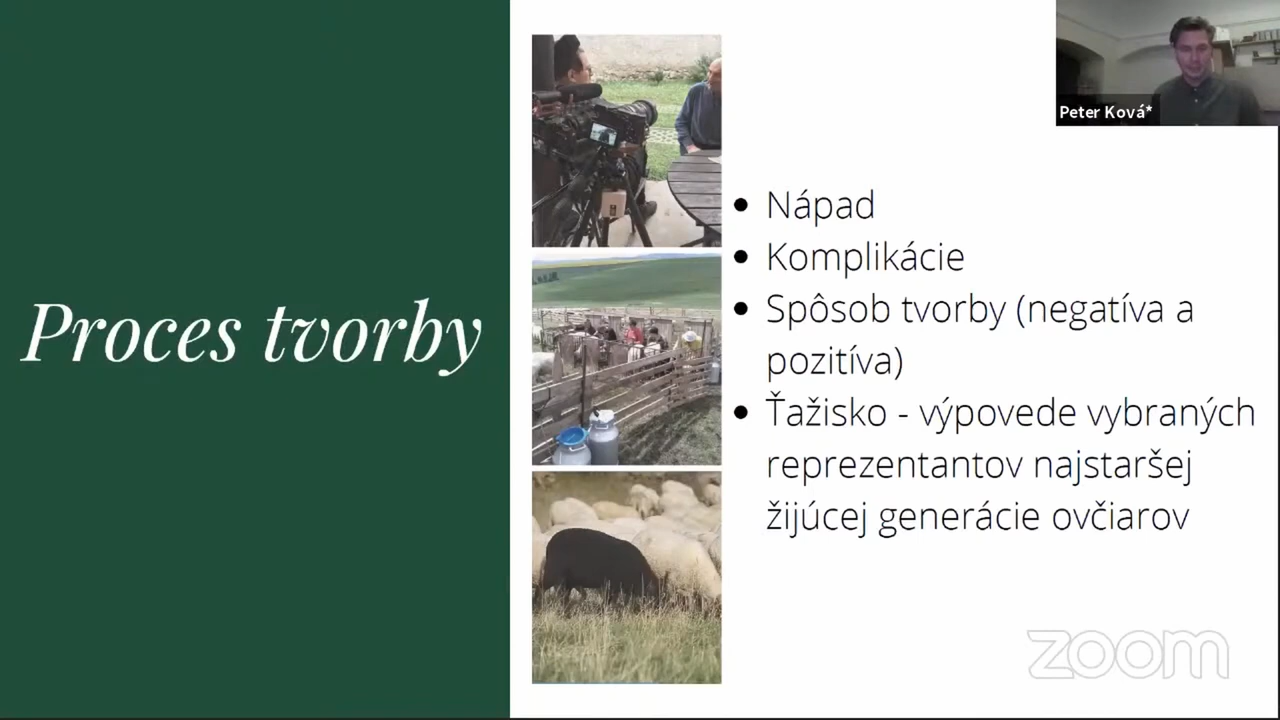 Peter Ková*
Proces tvorby
Nápad
Komplikácie
Spôsob tvorby (negatíva a
pozitíva)
Ťažisko - výpovede vybraných
reprezentantov najstaršej
žijúcej generácie ovčiarov
zoom